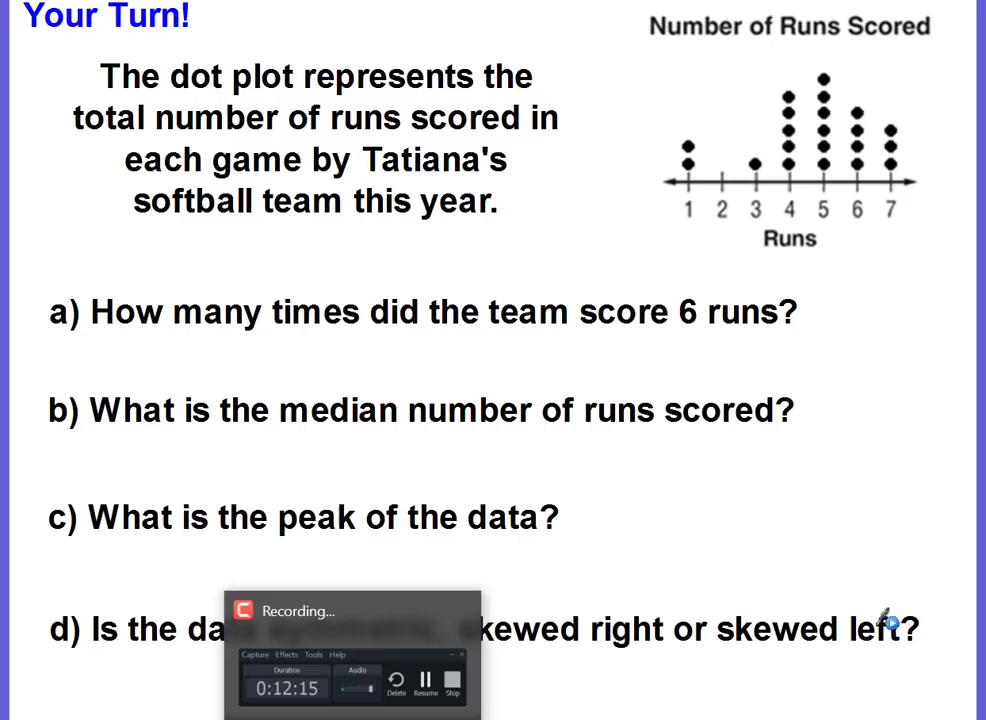 Your Turn!
Number of Runs Scored
The dot plot represents the
total number of runs scored in
each game by Tatiana's
softball team this year.
1 2 3 4 5 6 7
Runs
a) How many times did the team score 6 runs?
b) What is the median number of runs scored?
c) What is the peak of the data?
Recording...
d) Is the da kewed right or skewed left?
Capture Effects Tools Help
Duration Audio
0:12:15
Delete Resume Stop